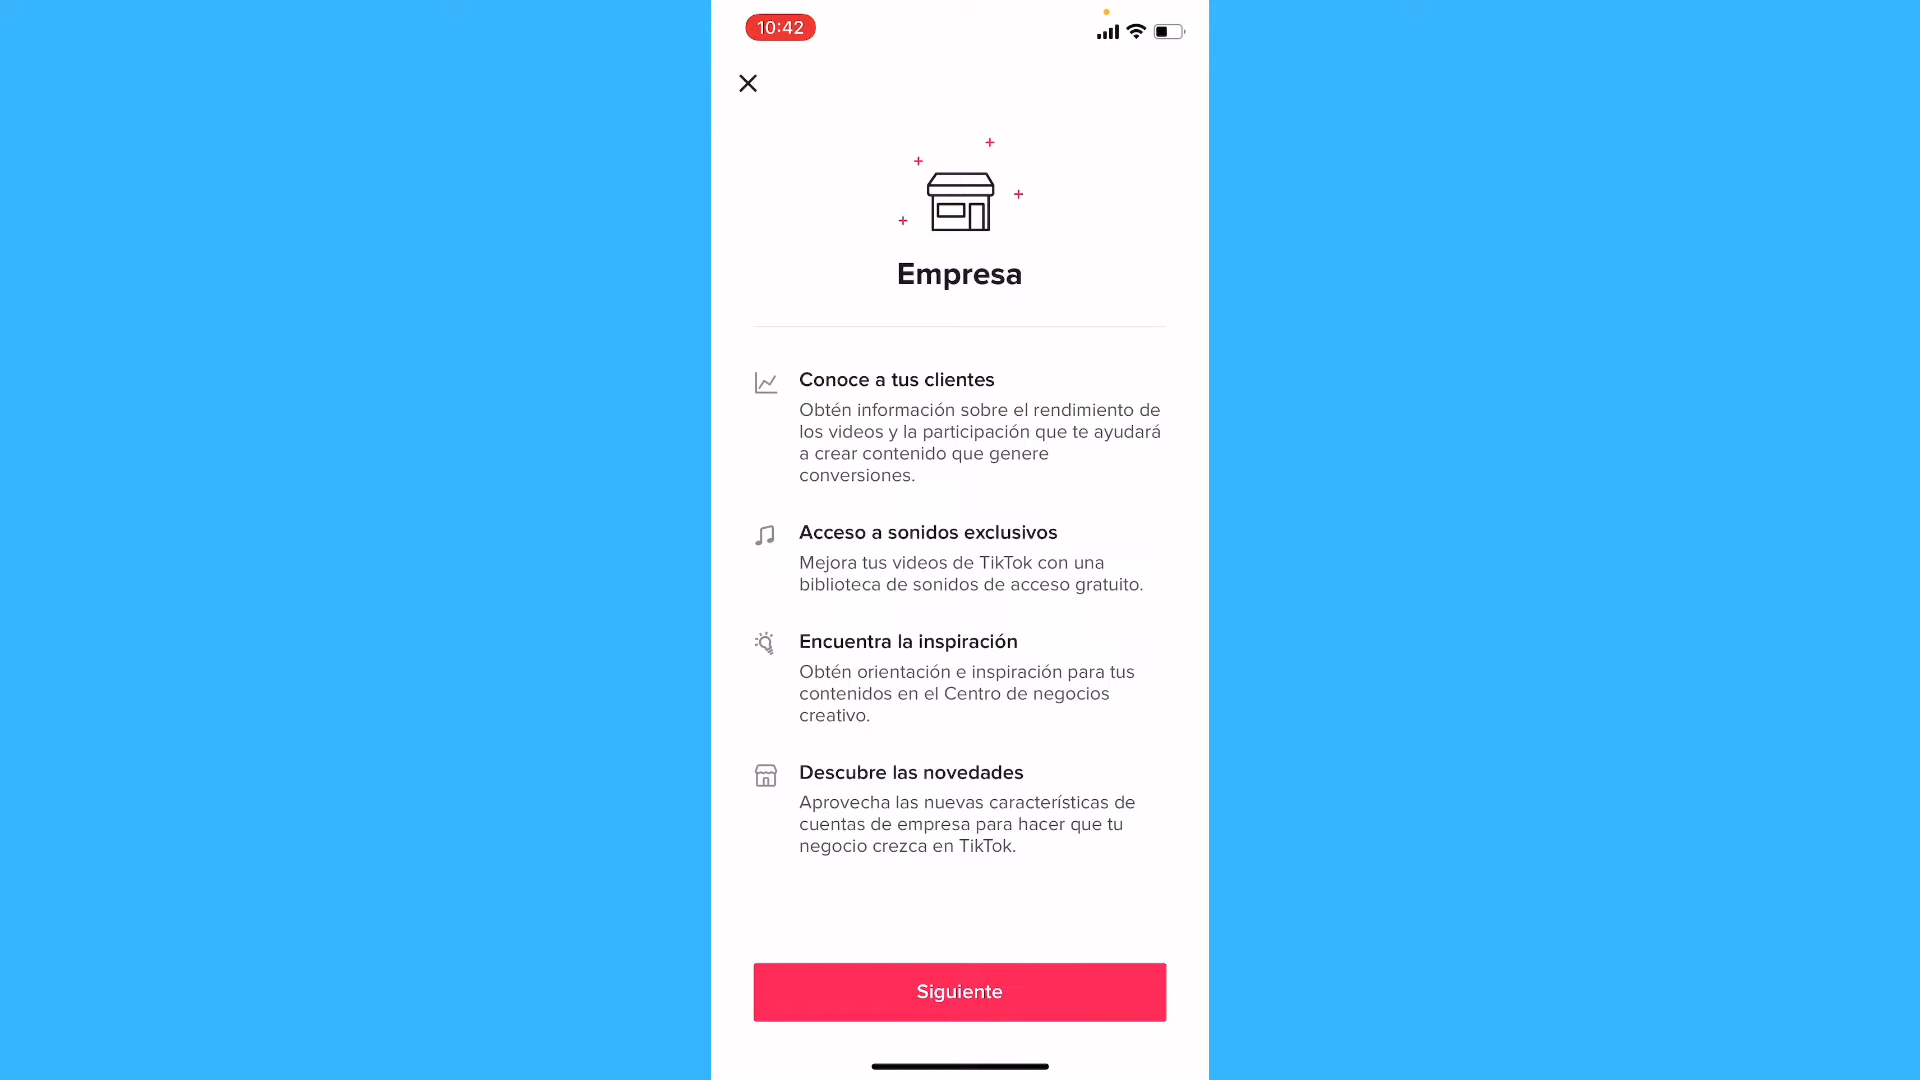 10:42
Empresa
Conoce a tus clientes
Obtén información sobre el rendimiento de
los videos y la participación que te ayudará
a crear contenido que genere
conversiones.
Acceso a sonidos exclusivos
Mejora tus videos de TikTok con una
biblioteca de sonidos de acceso gratuito.
Encuentra la inspiración
Obtén orientación e inspiración para tus
contenidos en el Centro de negocios
creativo.
Descubre las novedades
Aprovecha las nuevas características de
cuentas de empresa para hacer que tu
negocio crezca en TikTok.
Siguiente